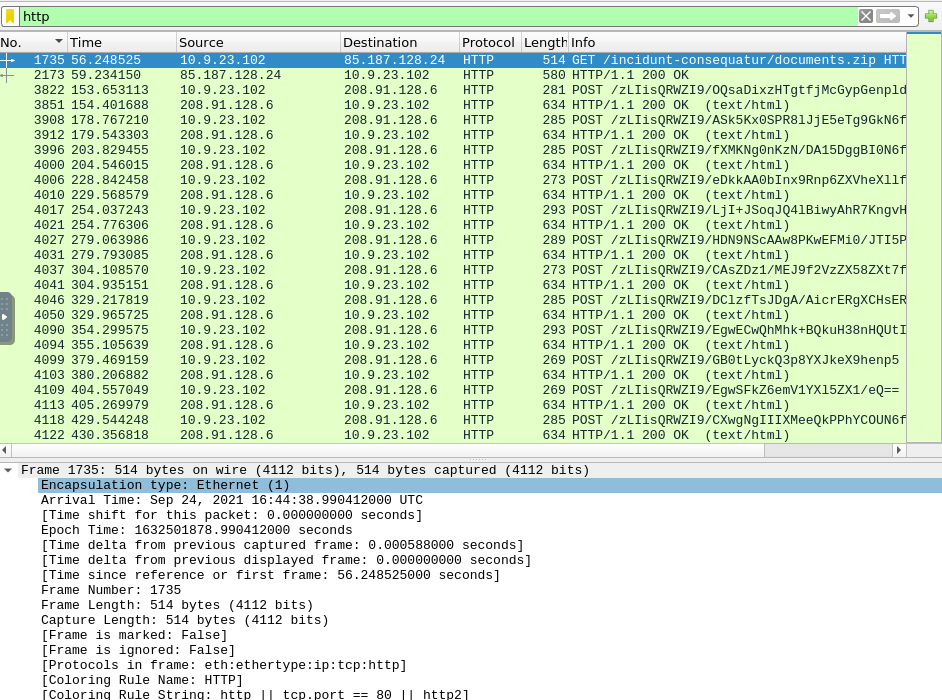 http
No. Time Source Destination Protocol Length Info
1735 56.248525 10.9.23.102 85.187.128.24 HTTP 514 GET /incidunt-consequatur/documents.zip HTT
2173 59.234150 85.187.128.24 10.9.23.102 HTTP 580 HTTP/1.1 200 OK
3822 153.653113 10.9.23.102 208.91.128.6 HTTP 281 POST /zLIisQRWZI9/OQsaDixzHTgtfjMcGypGenpld
3851 154.401688 208.91.128.6 10.9.23.102 HTTP 634 HTTP/1.1 200 OK (text/html)
3908 178.767210 10.9.23.102 208.91.128.6 HTTP 285 POST /zLIisQRWZI9/ASk5Kx0SPR8lJjE5eTg9GkN6f
3912 179.543303 208.91.128.6 10.9.23.102 HTTP 634 HTTP/1.1 200 OK (text/html)
3996 203.829455 10.9.23.102 208.91.128.6 HTTP 285 POST /zLIisQRWZI9/fXMKNg0nKzN/DA15DggBI0N6f
4000 204.546015 208.91.128.6 10.9.23.102 HTTP 634 HTTP/1.1 200 OK (text/html)
4006 228.842458 10.9.23.102 208.91.128.6 HTTP 273 POST /zLIisQRWZI9/eDkkAA0bInx9Rnp6ZXVheXllf
4010 229.568579 208.91.128.6 10.9.23.102 HTTP 634 HTTP/1.1 200 OK (text/html)
4017 254.037243 10.9.23.102 208.91.128.6 HTTP 293 POST /zLIisQRWZI9/LjI+JSoqJQ4lBiwyAhR7KngvH
4021 254.776306 208.91.128.6 10.9.23.102 HTTP 634 HTTP/1.1 200 OK (text/html)
4027 279.063986 10.9.23.102 208.91.128.6 HTTP 289 POST /zLIisQRWZI9/HDN9NScAAw8PKwEFMi0/JTI5P
4031 279.793085 208.91.128.6 10.9.23.102 HTTP 634 HTTP/1.1 200 OK (text/html)
4037 304.108570 10.9.23.102 208.91.128.6 HTTP 273 POST /zLIisQRWZI9/CAsZDz1/MEJ9f2VzZX58ZXt7f
4041 304.935151 208.91.128.6 10.9.23.102 HTTP 634 HTTP/1.1 200 OK (text/html)
4046 329.217819 10.9.23.102 208.91.128.6 HTTP 285 POST /zLIisQRWZI9/DClzfTsJDgA/AicrERgXCHsER
4050 329.965725 208.91.128.6 10.9.23.102 HTTP 634 HTTP/1.1 200 OK (text/html)
4090 354.299575 10.9.23.102 208.91.128.6 HTTP 293 POST /zLIisQRWZI9/EgwECwQhMhk+BQkuH38nHQUtI
4094 355.105639 208.91.128.6 10.9.23.102 HTTP 634 HTTP/1.1 200 OK (text/html)
4099 379.469159 10.9.23.102 208.91.128.6 HTTP 269 POST /zLIisQRWZI9/GB0tLyckQ3p8YXJkeX9henp5
4103 380.206882 208.91.128.6 10.9.23.102 HTTP 634 HTTP/1.1 200 OK (text/html)
4109 404.557049 10.9.23.102 208.91.128.6 HTTP 269 POST /zLIisQRWZI9/EgwSFkZ6emV1YXl5ZX1/eQ==
4113 405.269979 208.91.128.6 10.9.23.102 HTTP 634 HTTP/1.1 200 OK (text/html)
4118 429.544248 10.9.23.102 208.91.128.6 HTTP 285 POST /zLIisQRWZI9/CXwgNgIIIXMeeQkPPhYCOUN6f
4122 430.356818 208.91.128.6 10.9.23.102 HTTP 634 HTTP/1.1 200 OK (text/html)
Frame 1735: 514 bytes on wire (4112 bits), 514 bytes captured (4112 bits)
Encapsulation type: Ethernet (1)
Arrival Time: Sep 24, 2021 16:44:38.990412000 UTC
[Time shift for this packet: 0.000000000 seconds]
Epoch Time: 1632501878.990412000 seconds
[Time delta from previous captured frame: 0.000588000 seconds]
[Time delta from previous displayed frame: 0.000000000 seconds]
[Time since reference or first frame: 56.248525000 seconds]
Frame Number: 1735
Frame Length: 514 bytes (4112 bits)
Capture Length: 514 bytes (4112 bits)
[Frame is marked: False]
[Frame is ignored: False]
[Protocols in frame: eth:ethertype:ip:tcp:http]
[Coloring Rule Name: HTTP]
[Coloring Rule String: http || tcp.port == 80 || http2]